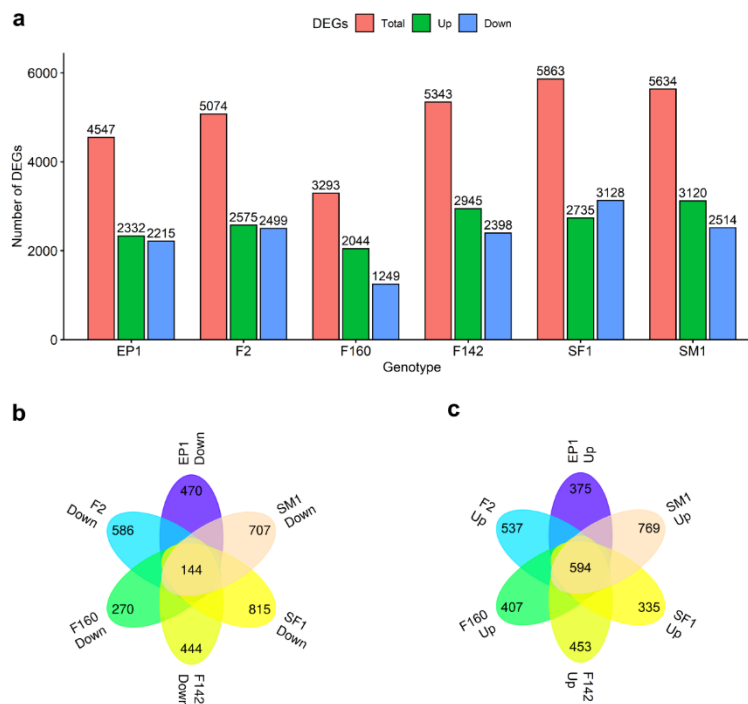 a
DEGs Total Up Down
Number of DEGs
6000
4000
2000
0
4547
2332
2215
5074
2575
2499
3293
2044
1249
5343
2945
2398
5863
2735
3128
5634
3120
2514
EP1 F2 F160 F142 SF1 SM1
Genotype
b
EP1
Down
470
F2
Down
586
SM1
Down
707
144
F160
Down
270
SF1
Down
815
444
F142
Down
c
EP1
Up
375
F2
Up
537
SM1
Up
769
594
F160
Up
407
SF1
Up
335
453
F142
Up